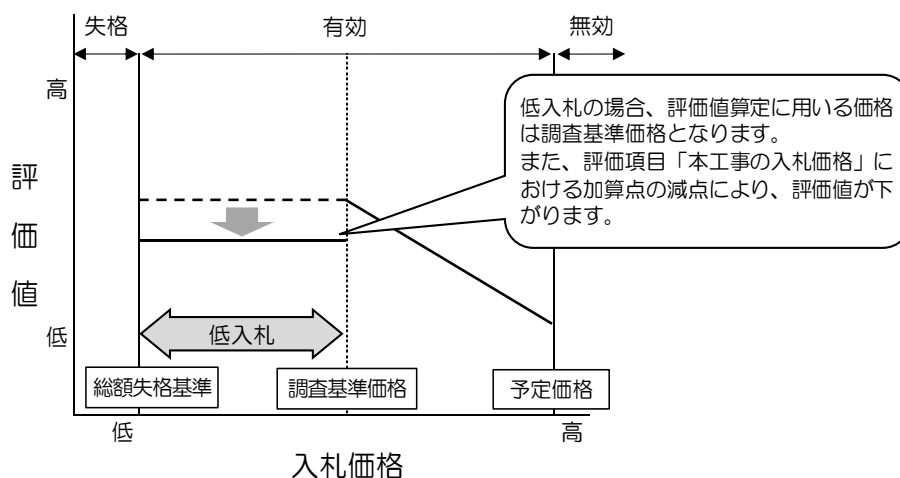 失格
有効
無効
高
低入札の場合、評価値算定に用いる価格
は調査基準価格となります。
また、評価項目「本工事の入札価格」に
おける加算点の減点により、評価値が下
がります。
評価値
低
低入札
総額失格基準
調査基準価格
予定価格
低
高
入札価格